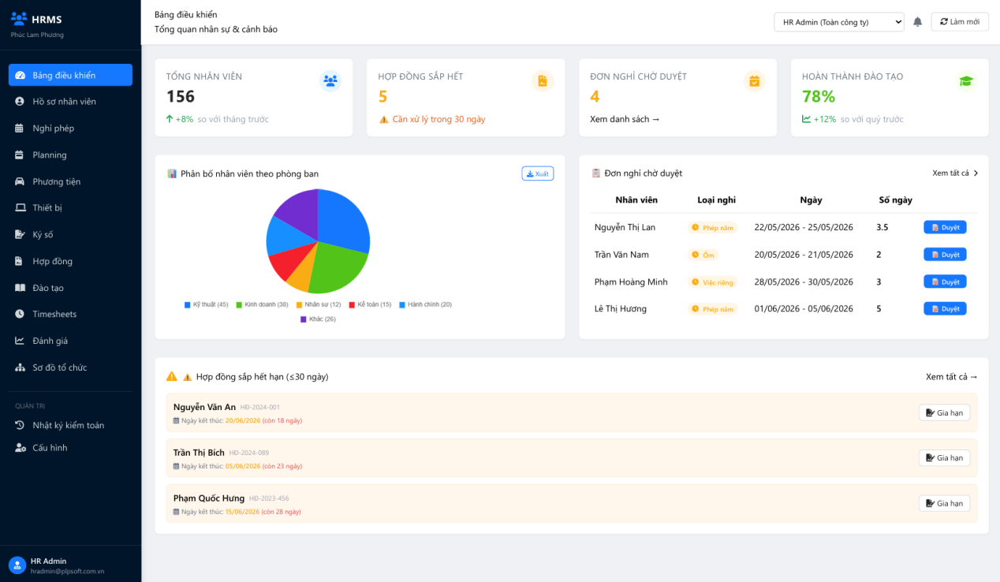 HRMS
Phúc Lam Phương
Bảng điều khiển
Hồ sơ nhân viên
Nghỉ phép
Planning
Phương tiện
Thiết bị
Ký số
Hợp đồng
Đào tạo
Timesheets
Đánh giá
Sơ đồ tổ chức
QUẢN TRỊ
Nhật ký kiểm toán
Cấu hình
HR Admin
hradmin@plpsoft.com.vn
Bảng điều khiển
Tổng quan nhân sự & cảnh báo
HR Admin (Toàn công ty)
Làm mới
TỔNG NHÂN VIÊN
156
+8% so với tháng trước
HỢP ĐỒNG SẮP HẾT
5
Cần xử lý trong 30 ngày
ĐƠN NGHỈ CHỜ DUYỆT
4
Xem danh sách →
HOÀN THÀNH ĐÀO TẠO
78%
+12% so với quý trước
Phân bố nhân viên theo phòng ban
Xuất
Kỹ thuật (45) Kinh doanh (38) Nhân sự (12) Kế toán (15) Hành chính (20)
Khác (26)
Đơn nghỉ chờ duyệt
Xem tất cả
Nhân viên Loại nghỉ Ngày Số ngày
Nguyễn Thị Lan Phép năm 22/05/2026 - 25/05/2026 3.5 Duyệt
Trần Văn Nam Ốm 20/05/2026 - 21/05/2026 2 Duyệt
Phạm Hoàng Minh Việc riêng 28/05/2026 - 30/05/2026 3 Duyệt
Lê Thị Hương Phép năm 01/06/2026 - 05/06/2026 5 Duyệt
Hợp đồng sắp hết hạn (≤30 ngày)
Xem tất cả →
Nguyễn Văn An HĐ-2024-001
Ngày kết thúc: 20/06/2026 (còn 18 ngày)
Gia hạn
Trần Thị Bích HĐ-2024-089
Ngày kết thúc: 05/06/2026 (còn 23 ngày)
Gia hạn
Phạm Quốc Hưng HĐ-2023-456
Ngày kết thúc: 15/06/2026 (còn 28 ngày)
Gia hạn